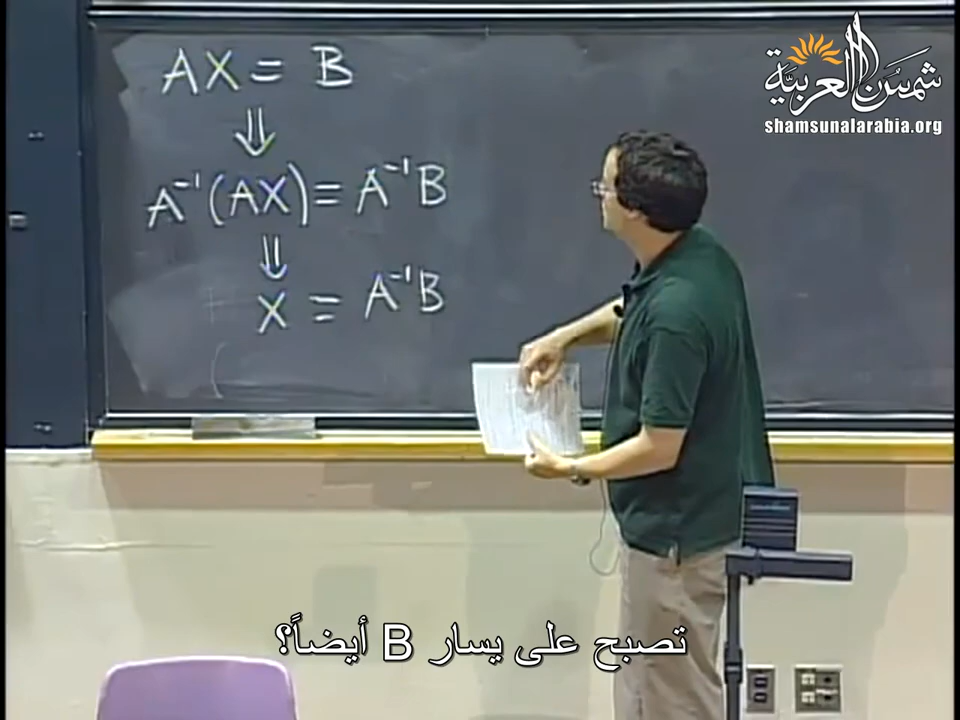 شمس العربية
shamsunalarabia.org
AX = B
⇓
A⁻¹(AX) = A⁻¹B
⇓
X = A⁻¹B
تصبح على يسار B أيضاً؟